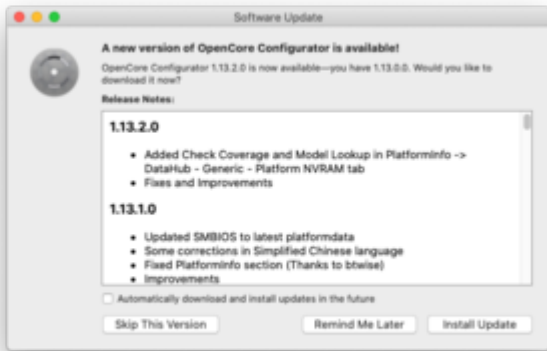 Software Update
A new version of OpenCore Configurator is available!
OpenCore Configurator 1.13.2.0 is now available—you have 1.13.0.0. Would you like to
download it now?
Release Notes:
1.13.2.0
• Added Check Coverage and Model Lookup in PlatformInfo ->
DataHub - Generic - Platform NVRAM tab
• Fixes and Improvements
1.13.1.0
• Updated SMBIOS to latest platformdata
• Some corrections in Simplified Chinese language
• Fixed PlatformInfo section (Thanks to btwise)
• Improvements
Automatically download and install updates in the future
Skip This Version
Remind Me Later
Install Update